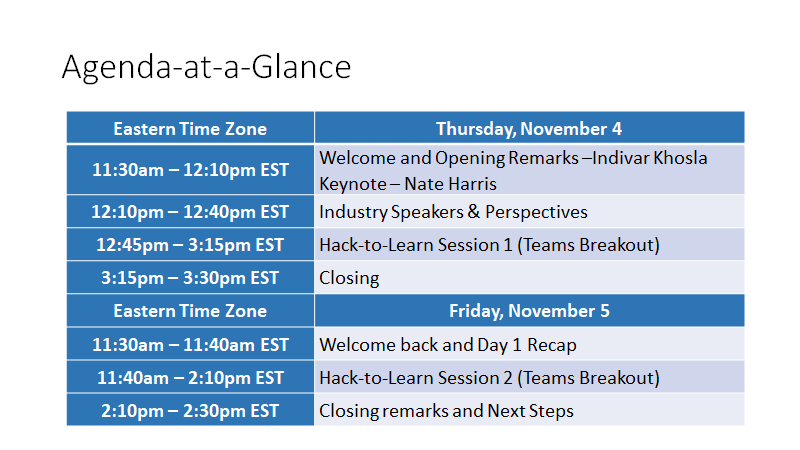 Agenda-at-a-Glance
Eastern Time Zone Thursday, November 4
11:30am – 12:10pm EST Welcome and Opening Remarks –Indivar Khosla
Keynote – Nate Harris
12:10pm – 12:40pm EST Industry Speakers & Perspectives
12:45pm – 3:15pm EST Hack-to-Learn Session 1 (Teams Breakout)
3:15pm – 3:30pm EST Closing
Eastern Time Zone Friday, November 5
11:30am – 11:40am EST Welcome back and Day 1 Recap
11:40am – 2:10pm EST Hack-to-Learn Session 2 (Teams Breakout)
2:10pm – 2:30pm EST Closing remarks and Next Steps